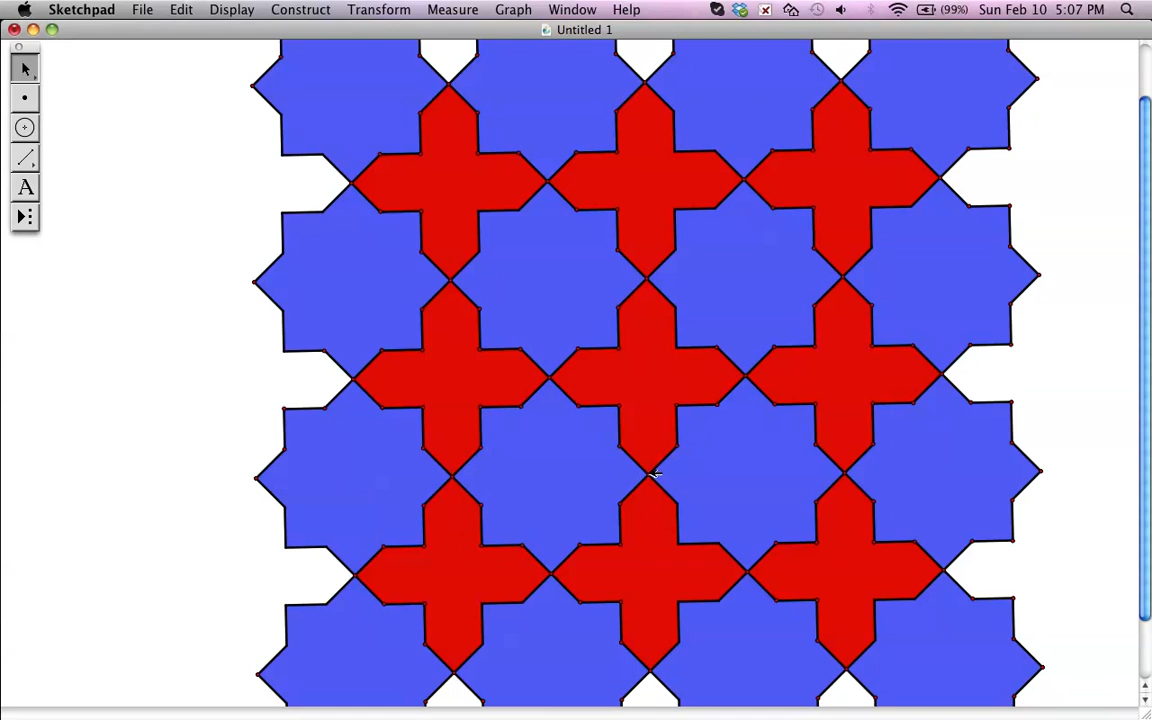 Sketchpad File Edit Display Construct Transform Measure Graph Window Help (99%) Sun Feb 10 5:07 PM
Untitled 1
A